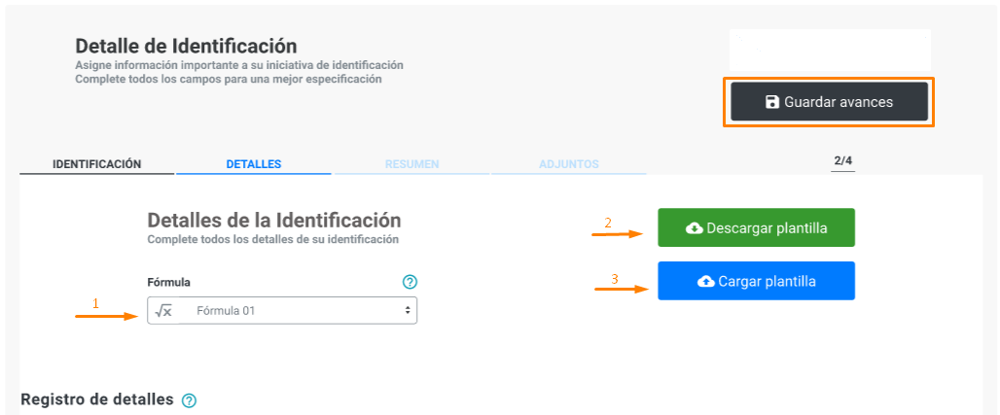 Detalle de Identificación
Asigne información importante a su iniciativa de identificación
Complete todos los campos para una mejor especificación
Guardar avances
IDENTIFICACIÓN
DETALLES
RESUMEN
ADJUNTOS
2/4
Detalles de la Identificación
Complete todos los detalles de su identificación
2
Descargar plantilla
Fórmula ?
3
Cargar plantilla
1
√x Fórmula 01
Registro de detalles ?